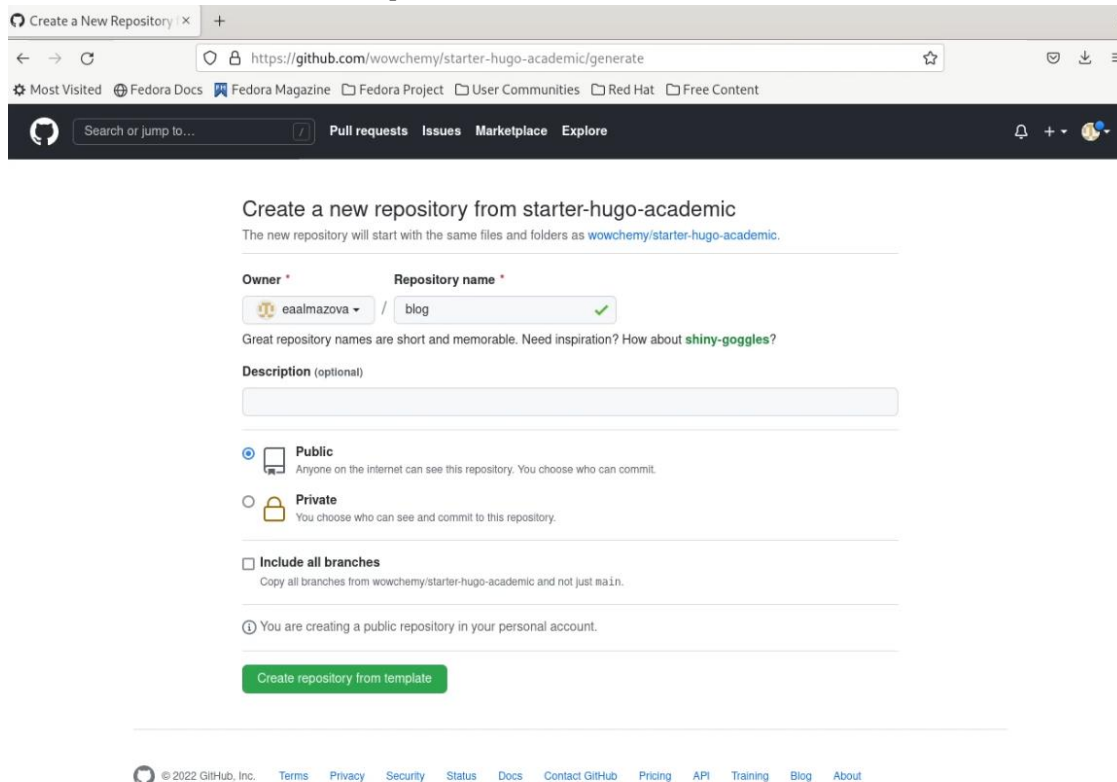 Create a New Repository
https://github.com/wowchemy/starter-hugo-academic/generate
Most Visited Fedora Docs Fedora Magazine Fedora Project User Communities Red Hat Free Content
Search or jump to... / Pull requests Issues Marketplace Explore
Create a new repository from starter-hugo-academic
The new repository will start with the same files and folders as wowchemy/starter-hugo-academic.
Owner * Repository name *
eaalmazova / blog
Great repository names are short and memorable. Need inspiration? How about shiny-goggles?
Description (optional)
Public
Anyone on the internet can see this repository. You choose who can commit.
Private
You choose who can see and commit to this repository.
Include all branches
Copy all branches from wowchemy/starter-hugo-academic and not just main.
You are creating a public repository in your personal account.
Create repository from template
© 2022 GitHub, Inc. Terms Privacy Security Status Docs Contact GitHub Pricing API Training Blog About